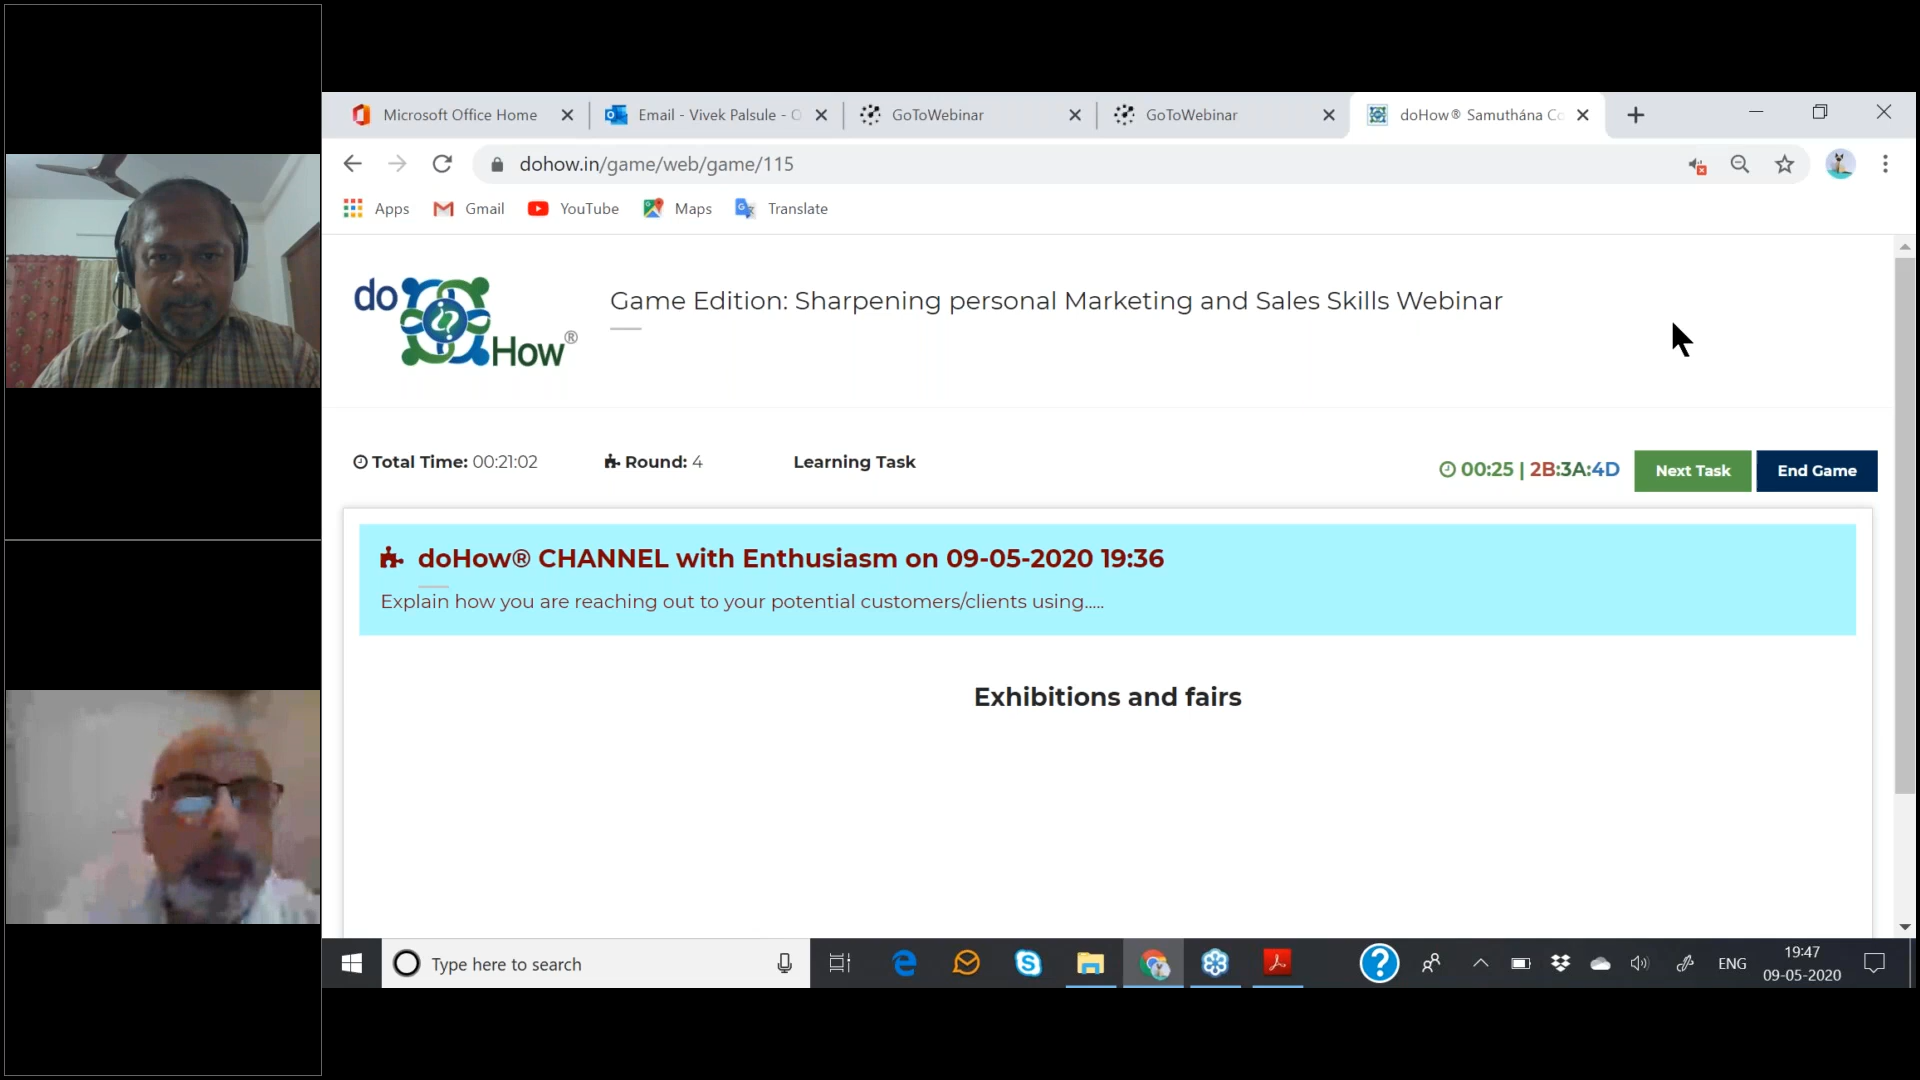 Microsoft Office Home
Email - Vivek Palsule - O
GoToWebinar
GoToWebinar
doHow® Samuthána Co
dohow.in/game/web/game/115
Apps
Gmail
YouTube
Maps
Translate
do How®
Game Edition: Sharpening personal Marketing and Sales Skills Webinar
Total Time: 00:21:02
Round: 4
Learning Task
00:25 | 2B:3A:4D
Next Task
End Game
doHow® CHANNEL with Enthusiasm on 09-05-2020 19:36
Explain how you are reaching out to your potential customers/clients using.....
Exhibitions and fairs
Type here to search
ENG
19:47
09-05-2020